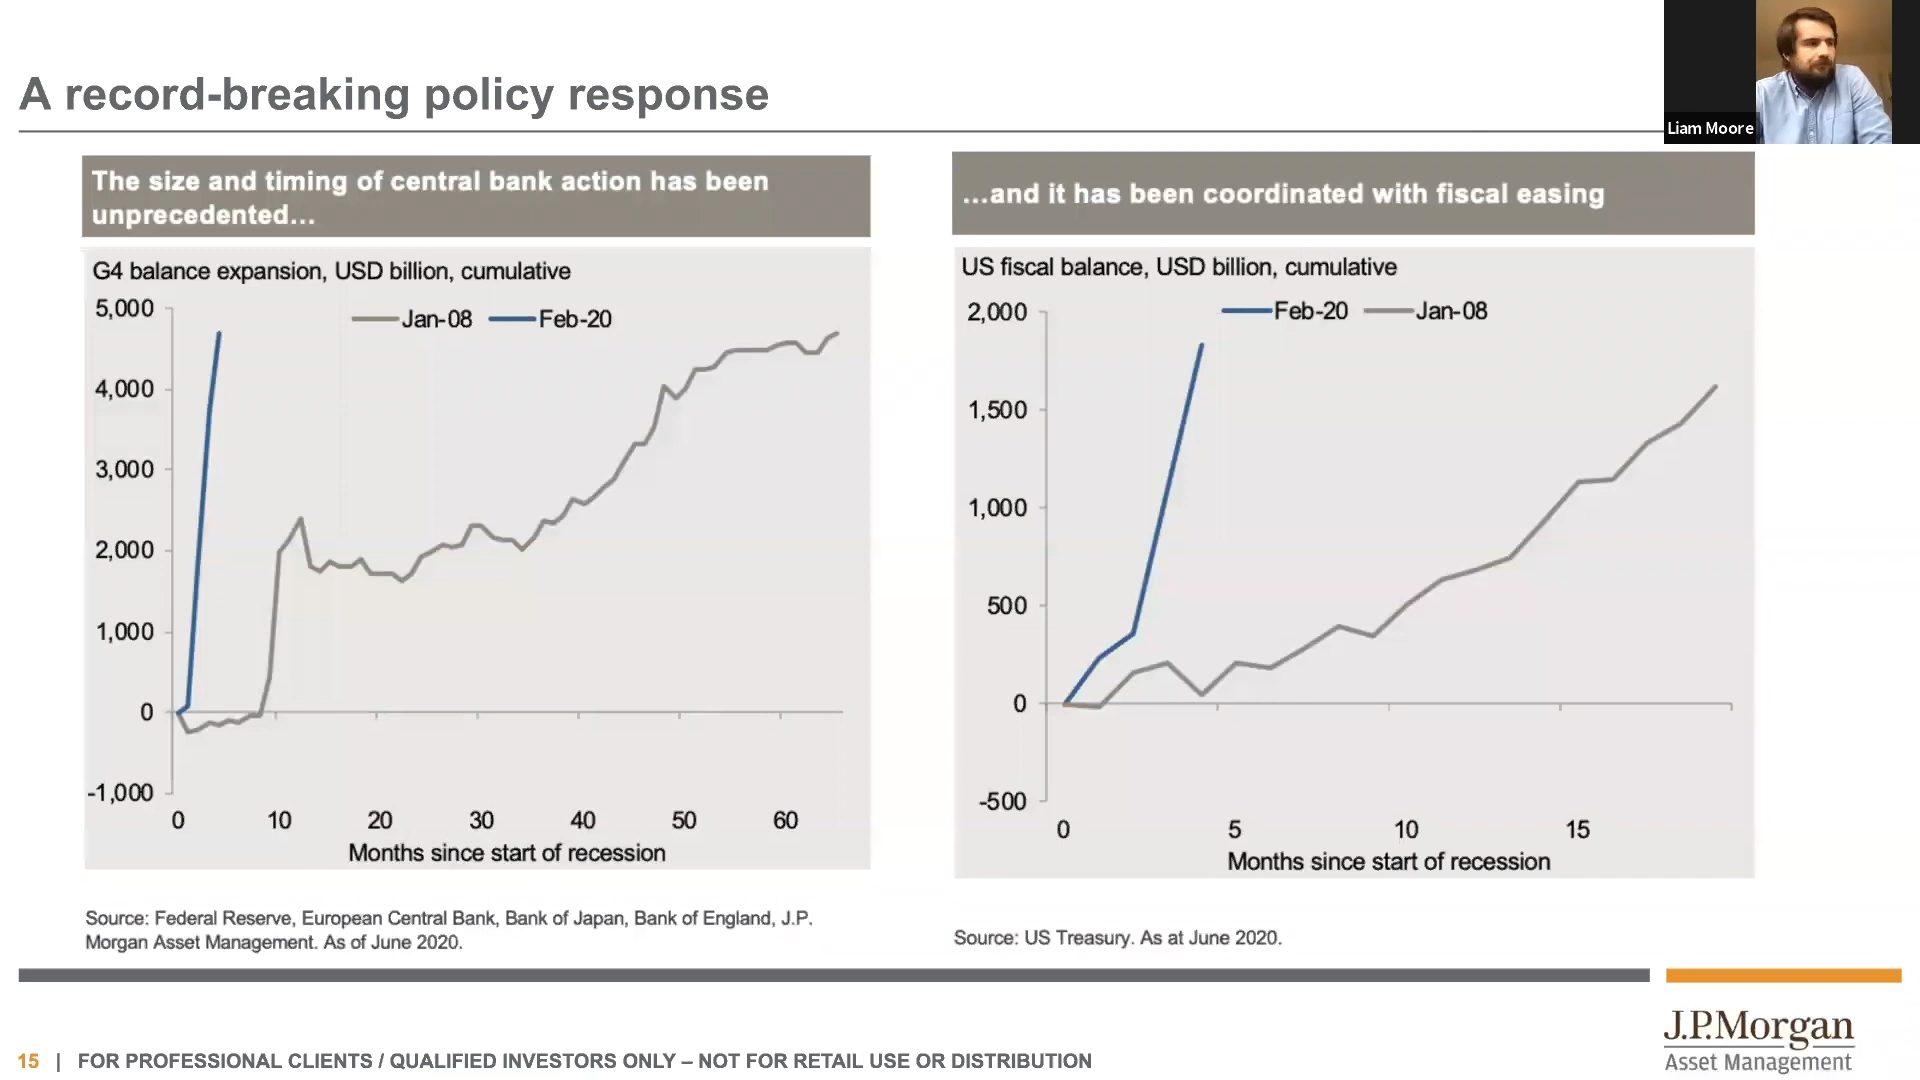 A record-breaking policy response
Liam Moore
The size and timing of central bank action has been
unprecedented…
G4 balance expansion, USD billion, cumulative
Jan-08 Feb-20
5,000
4,000
3,000
2,000
1,000
0
-1,000
0 10 20 30 40 50 60
Months since start of recession
Source: Federal Reserve, European Central Bank, Bank of Japan, Bank of England, J.P.
Morgan Asset Management. As of June 2020.
…and it has been coordinated with fiscal easing
US fiscal balance, USD billion, cumulative
Feb-20 Jan-08
2,000
1,500
1,000
500
0
-500
0 5 10 15
Months since start of recession
Source: US Treasury. As at June 2020.
15 | FOR PROFESSIONAL CLIENTS / QUALIFIED INVESTORS ONLY – NOT FOR RETAIL USE OR DISTRIBUTION
J.P.Morgan
Asset Management